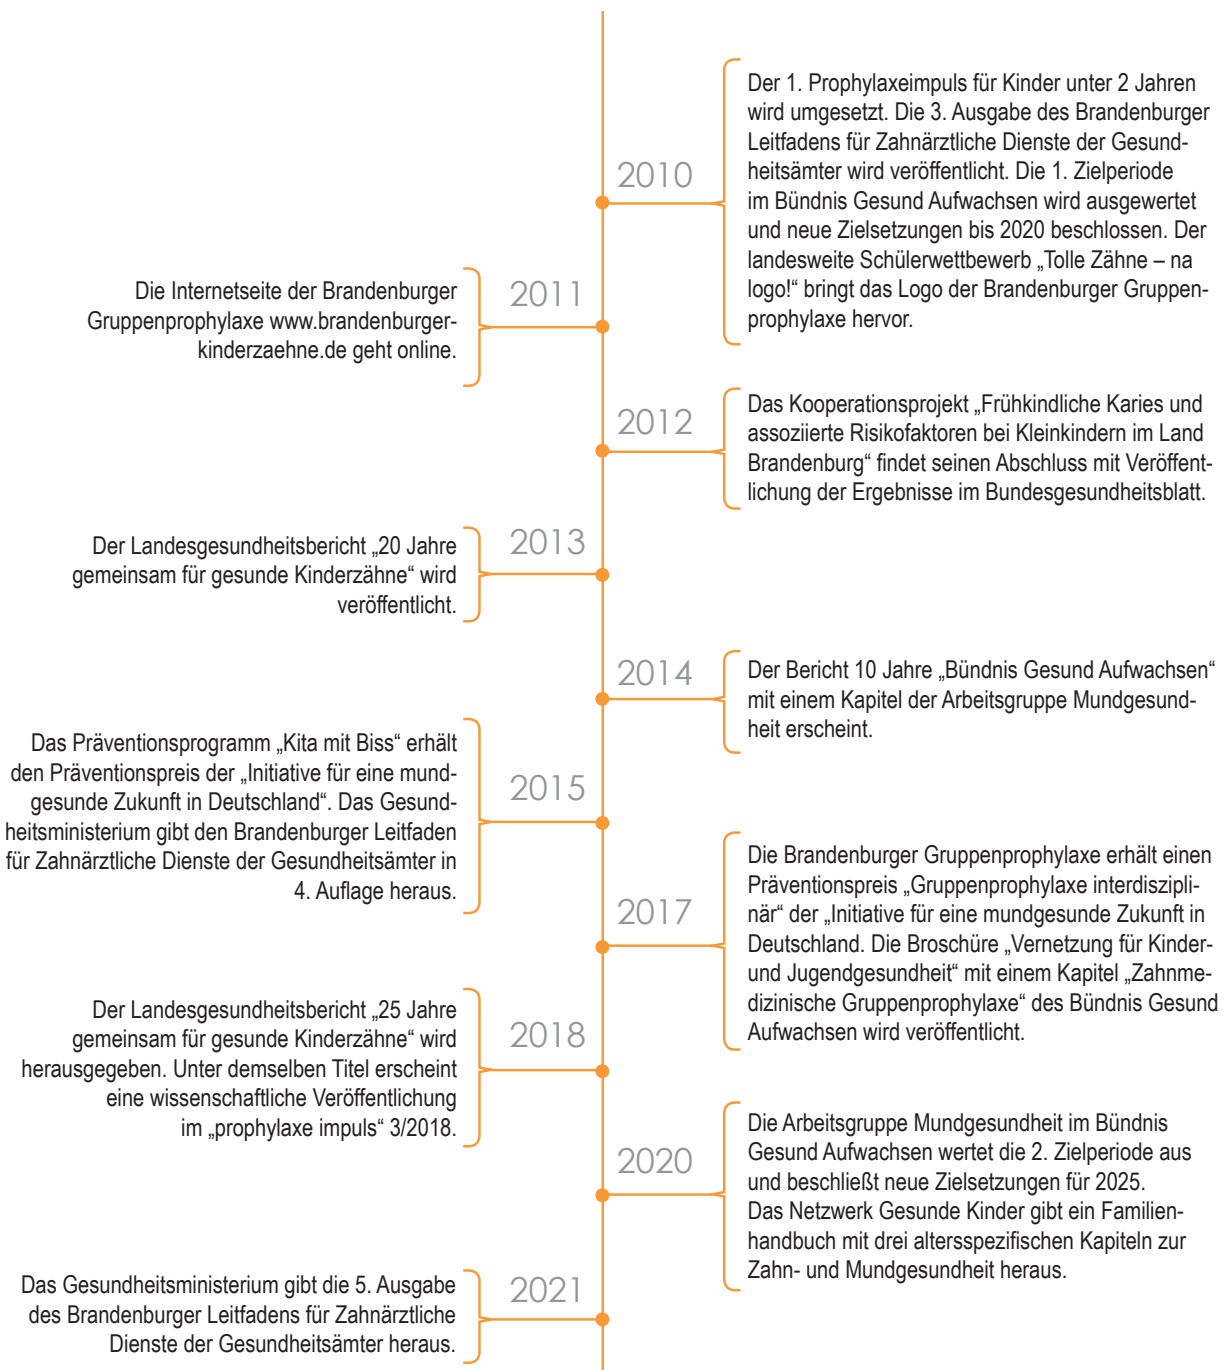 2010
Der 1. Prophylaxeimpuls für Kinder unter 2 Jahren
wird umgesetzt. Die 3. Ausgabe des Brandenburger
Leitfadens für Zahnärztliche Dienste der Gesund-
heitsämter wird veröffentlicht. Die 1. Zielperiode
im Bündnis Gesund Aufwachsen wird ausgewertet
und neue Zielsetzungen bis 2020 beschlossen. Der
landesweite Schülerwettbewerb „Tolle Zähne – na
logo!“ bringt das Logo der Brandenburger Gruppen-
prophylaxe hervor.
2011
Die Internetseite der Brandenburger
Gruppenprophylaxe www.brandenburger-
kinderzaehne.de geht online.
2012
Das Kooperationsprojekt „Frühkindliche Karies und
assoziierte Risikofaktoren bei Kleinkindern im Land
Brandenburg“ findet seinen Abschluss mit Veröffent-
lichung der Ergebnisse im Bundesgesundheitsblatt.
2013
Der Landesgesundheitsbericht „20 Jahre
gemeinsam für gesunde Kinderzähne“ wird
veröffentlicht.
2014
Der Bericht 10 Jahre „Bündnis Gesund Aufwachsen“
mit einem Kapitel der Arbeitsgruppe Mundgesund-
heit erscheint.
2015
Das Präventionsprogramm „Kita mit Biss“ erhält
den Präventionspreis der „Initiative für eine mund-
gesunde Zukunft in Deutschland“. Das Gesund-
heitsministerium gibt den Brandenburger Leitfaden
für Zahnärztliche Dienste der Gesundheitsämter in
4. Auflage heraus.
2017
Die Brandenburger Gruppenprophylaxe erhält einen
Präventionspreis „Gruppenprophylaxe interdiszipli-
när“ der „Initiative für eine mundgesunde Zukunft in
Deutschland. Die Broschüre „Vernetzung für Kinder-
und Jugendgesundheit“ mit einem Kapitel „Zahnme-
dizinische Gruppenprophylaxe“ des Bündnis Gesund
Aufwachsen wird veröffentlicht.
2018
Der Landesgesundheitsbericht „25 Jahre
gemeinsam für gesunde Kinderzähne“ wird
herausgegeben. Unter demselben Titel erscheint
eine wissenschaftliche Veröffentlichung
im „prophylaxe impuls“ 3/2018.
2020
Die Arbeitsgruppe Mundgesundheit im Bündnis
Gesund Aufwachsen wertet die 2. Zielperiode aus
und beschließt neue Zielsetzungen für 2025.
Das Netzwerk Gesunde Kinder gibt ein Familien-
handbuch mit drei altersspezifischen Kapiteln zur
Zahn- und Mundgesundheit heraus.
2021
Das Gesundheitsministerium gibt die 5. Ausgabe
des Brandenburger Leitfadens für Zahnärztliche
Dienste der Gesundheitsämter heraus.